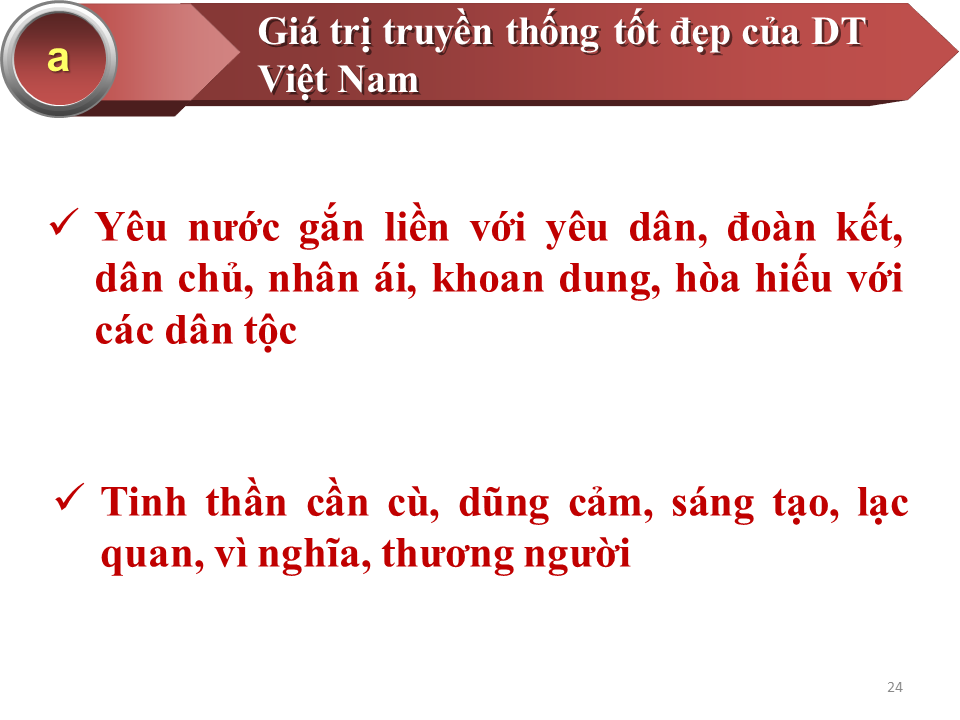 a
Giá trị truyền thống tốt đẹp của DT
Việt Nam
✓ Yêu nước gắn liền với yêu dân, đoàn kết,
dân chủ, nhân ái, khoan dung, hòa hiếu với
các dân tộc
✓ Tinh thần cần cù, dũng cảm, sáng tạo, lạc
quan, vì nghĩa, thương người
24